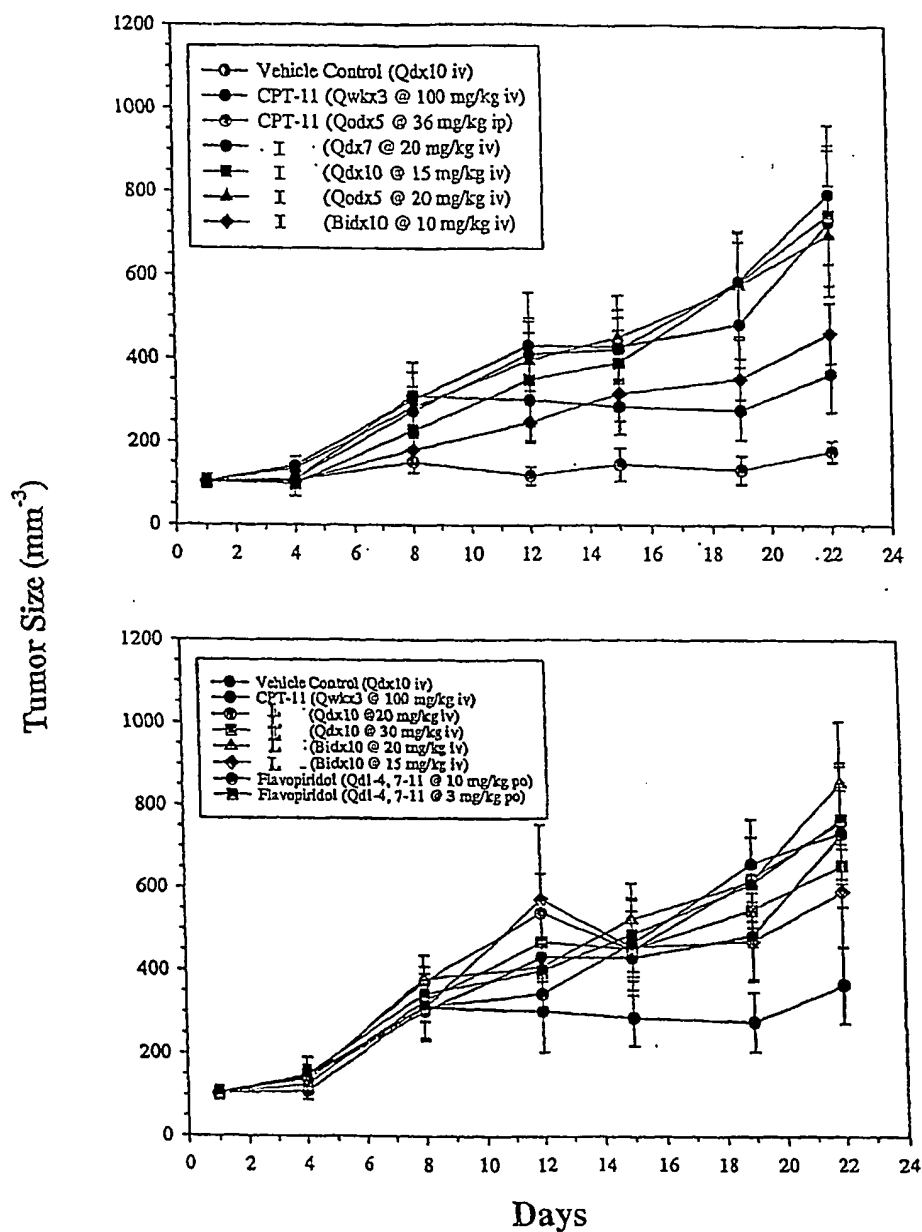 1200
1000
800
600
400
200
0
Vehicle Control (Qdx10 iv)
CPT-11 (Qwkx3 @ 100 mg/kg iv)
CPT-11 (Qodx5 @ 36 mg/kg ip)
I (Qdx7 @ 20 mg/kg iv)
I (Qdx10 @ 15 mg/kg iv)
I (Qodx5 @ 20 mg/kg iv)
I (Bidx10 @ 10 mg/kg iv)
0 2 4 6 8 10 12 14 16 18 20 22 24
Tumor Size (mm⁻³)
1200
1000
800
600
400
200
0
Vehicle Control (Qdx10 iv)
CPT-11 (Qwkx3 @ 100 mg/kg iv)
(Qdx10 @20 mg/kg iv)
(Qdx10 @ 30 mg/kg iv)
L (Bidx10 @ 20 mg/kg iv)
L (Bidx10 @ 15 mg/kg iv)
Flavopiridol (Qd1-4, 7-11 @ 10 mg/kg po)
Flavopiridol (Qd1-4, 7-11 @ 3 mg/kg po)
0 2 4 6 8 10 12 14 16 18 20 22 24
Days